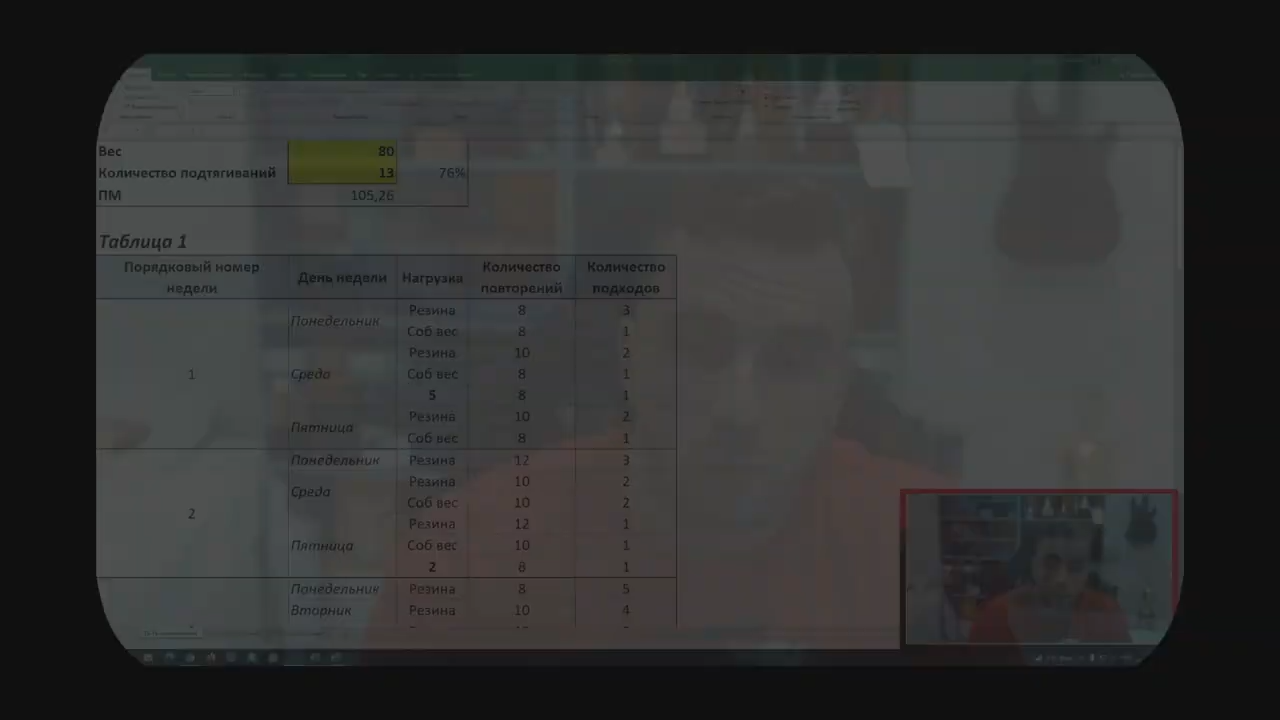 Вес 80
Количество подтягиваний 13 76%
ПМ 105,26
Таблица 1
Порядковый номер недели День недели Нагрузка Количество повторений Количество подходов
1 Понедельник Резина 8 3
Соб вес 8 1
Среда Резина 10 2
Соб вес 8 1
5 8 1
Пятница Резина 10 2
Соб вес 8 1
2 Понедельник Резина 12 3
Среда Резина 10 2
Соб вес 10 2
Пятница Резина 12 1
Соб вес 10 1
2 8 1
Понедельник Резина 8 5
Вторник Резина 10 4